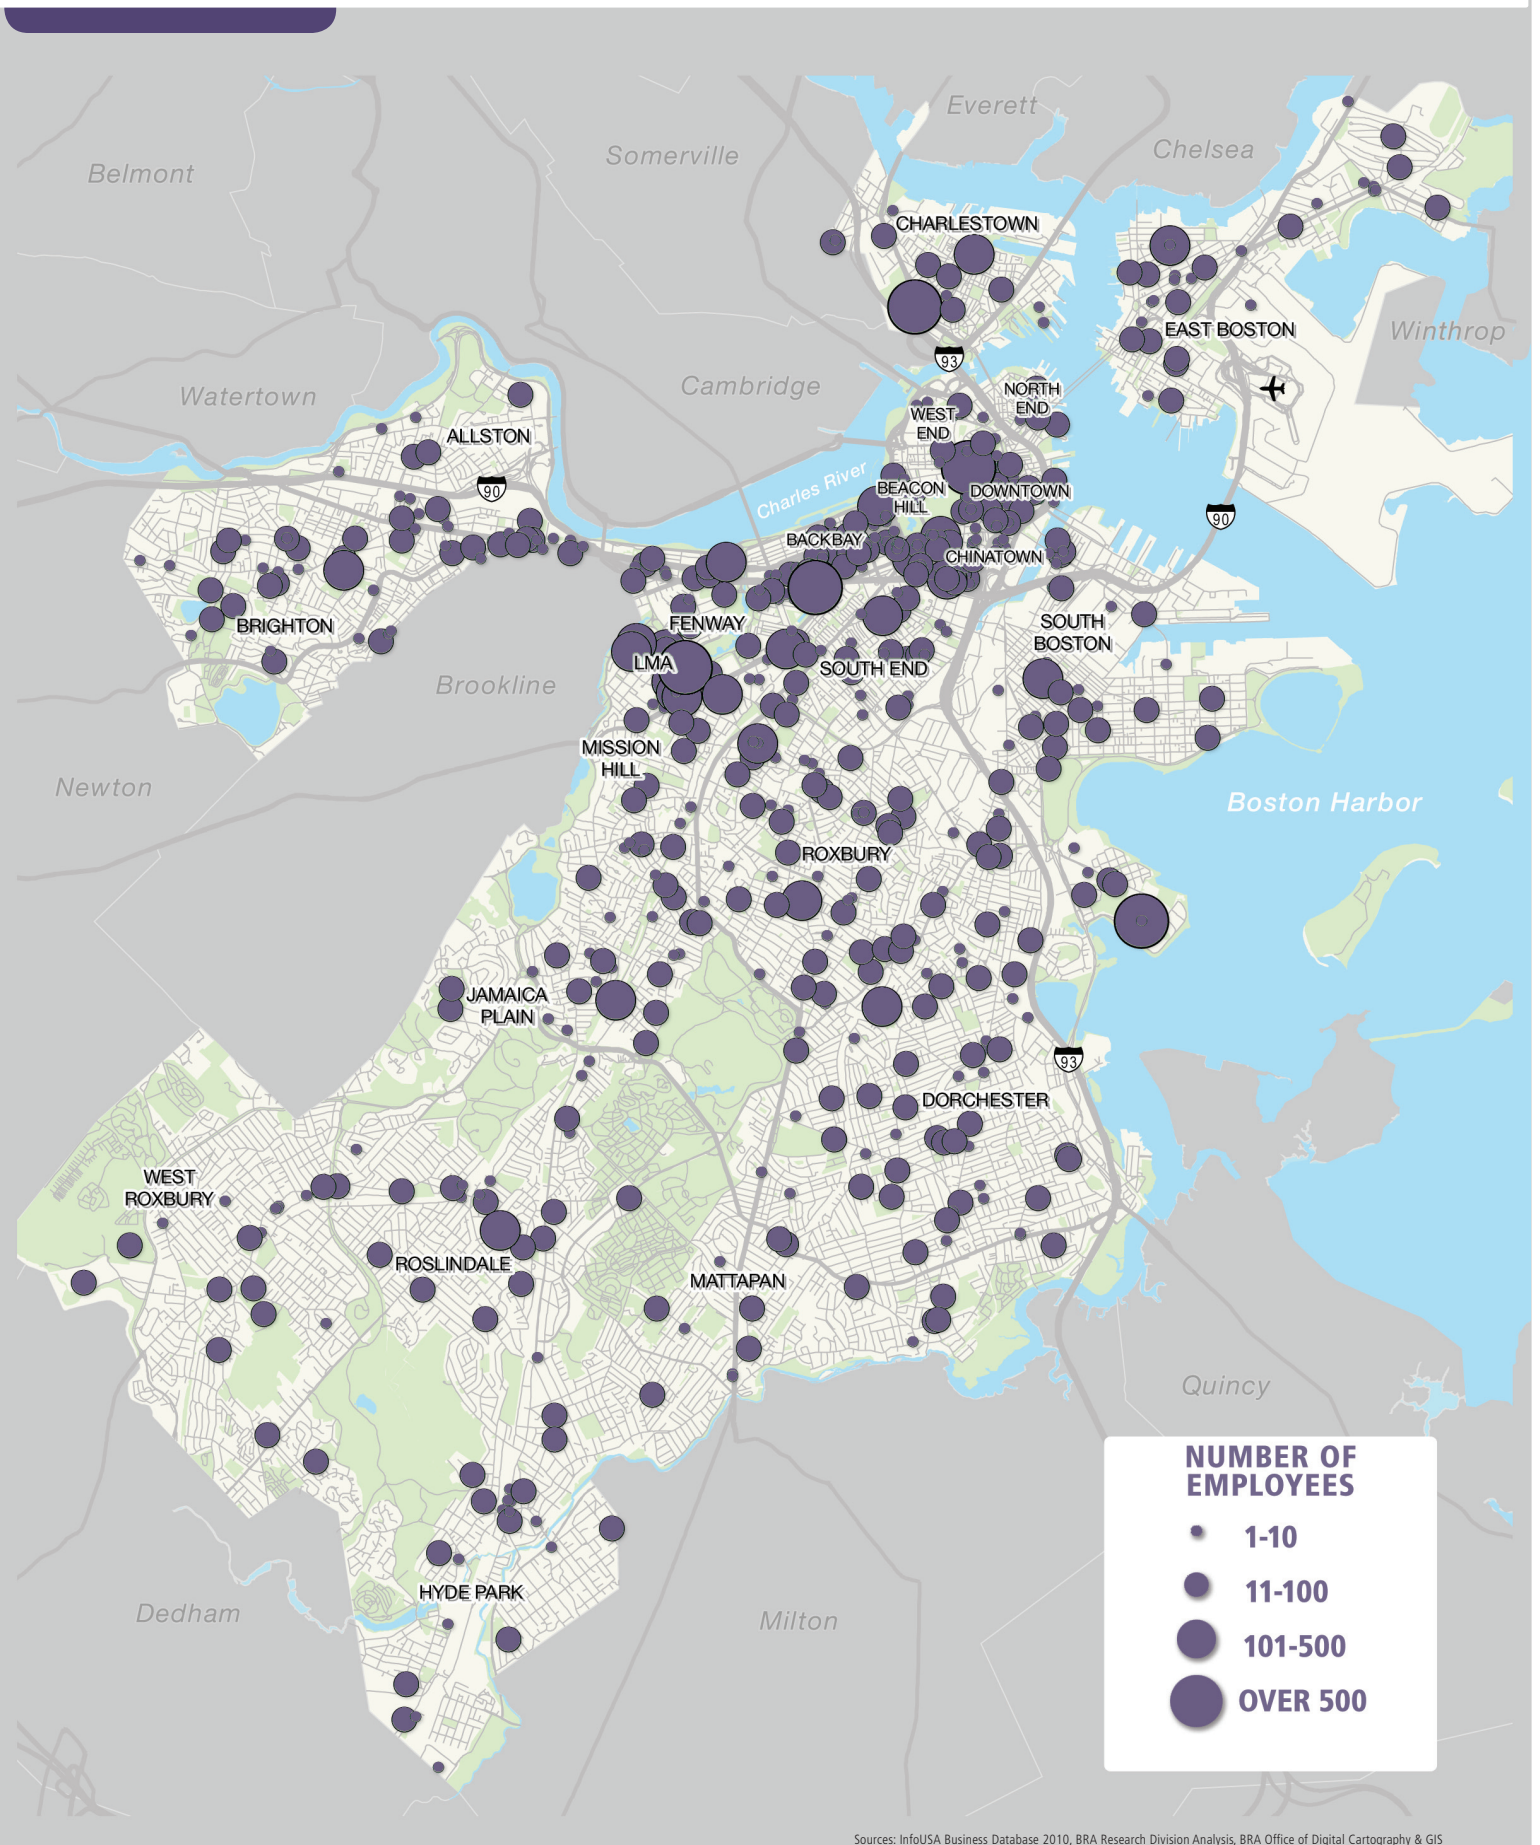 Everett
Chelsea
Somerville
Belmont
CHARLESTOWN
EAST BOSTON
Winthrop
93
Cambridge
Watertown
NORTH
END
WEST
END
ALLSTON
90
Charles River
BEACON
HILL
DOWNTOWN
90
BACKBAY
CHINATOWN
BRIGHTON
FENWAY
SOUTH
BOSTON
LMA
SOUTH END
Brookline
MISSION
HILL
Newton
Boston Harbor
ROXBURY
JAMAICA
PLAIN
93
DORCHESTER
WEST
ROXBURY
ROSLINDALE
MATTAPAN
Quincy
NUMBER OF
EMPLOYEES
1-10
11-100
101-500
OVER 500
HYDE PARK
Dedham
Milton
Sources: InfoUSA Business Database 2010, BRA Research Division Analysis, BRA Office of Digital Cartography & GIS